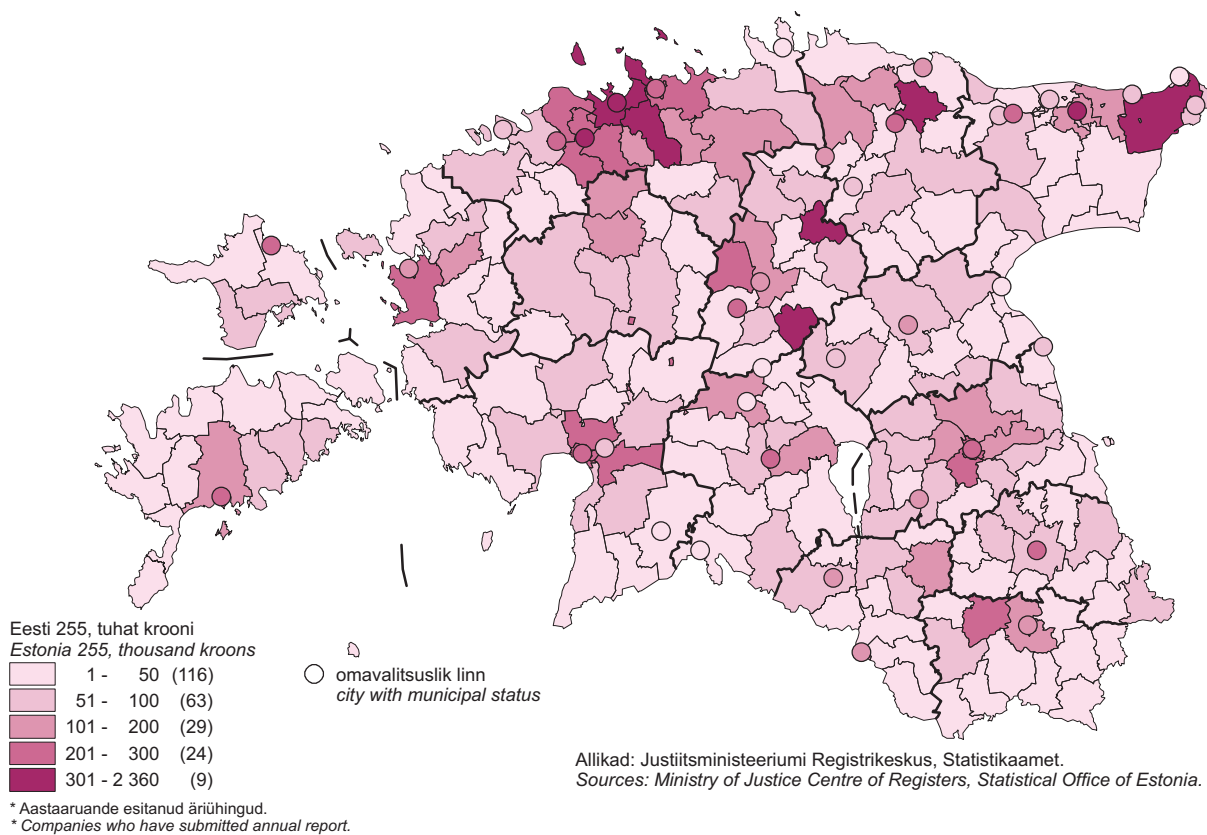 Eesti 255, tuhat krooni
Estonia 255, thousand kroons
1 - 50 (116)
51 - 100 (63)
101 - 200 (29)
201 - 300 (24)
301 - 2 360 (9)
* Aastaaruande esitanud äriühingud.
* Companies who have submitted annual report.
omavalitsuslik linn
city with municipal status
Allikad: Justiitsministeeriumi Registrikeskus, Statistikaamet.
Sources: Ministry of Justice Centre of Registers, Statistical Office of Estonia.